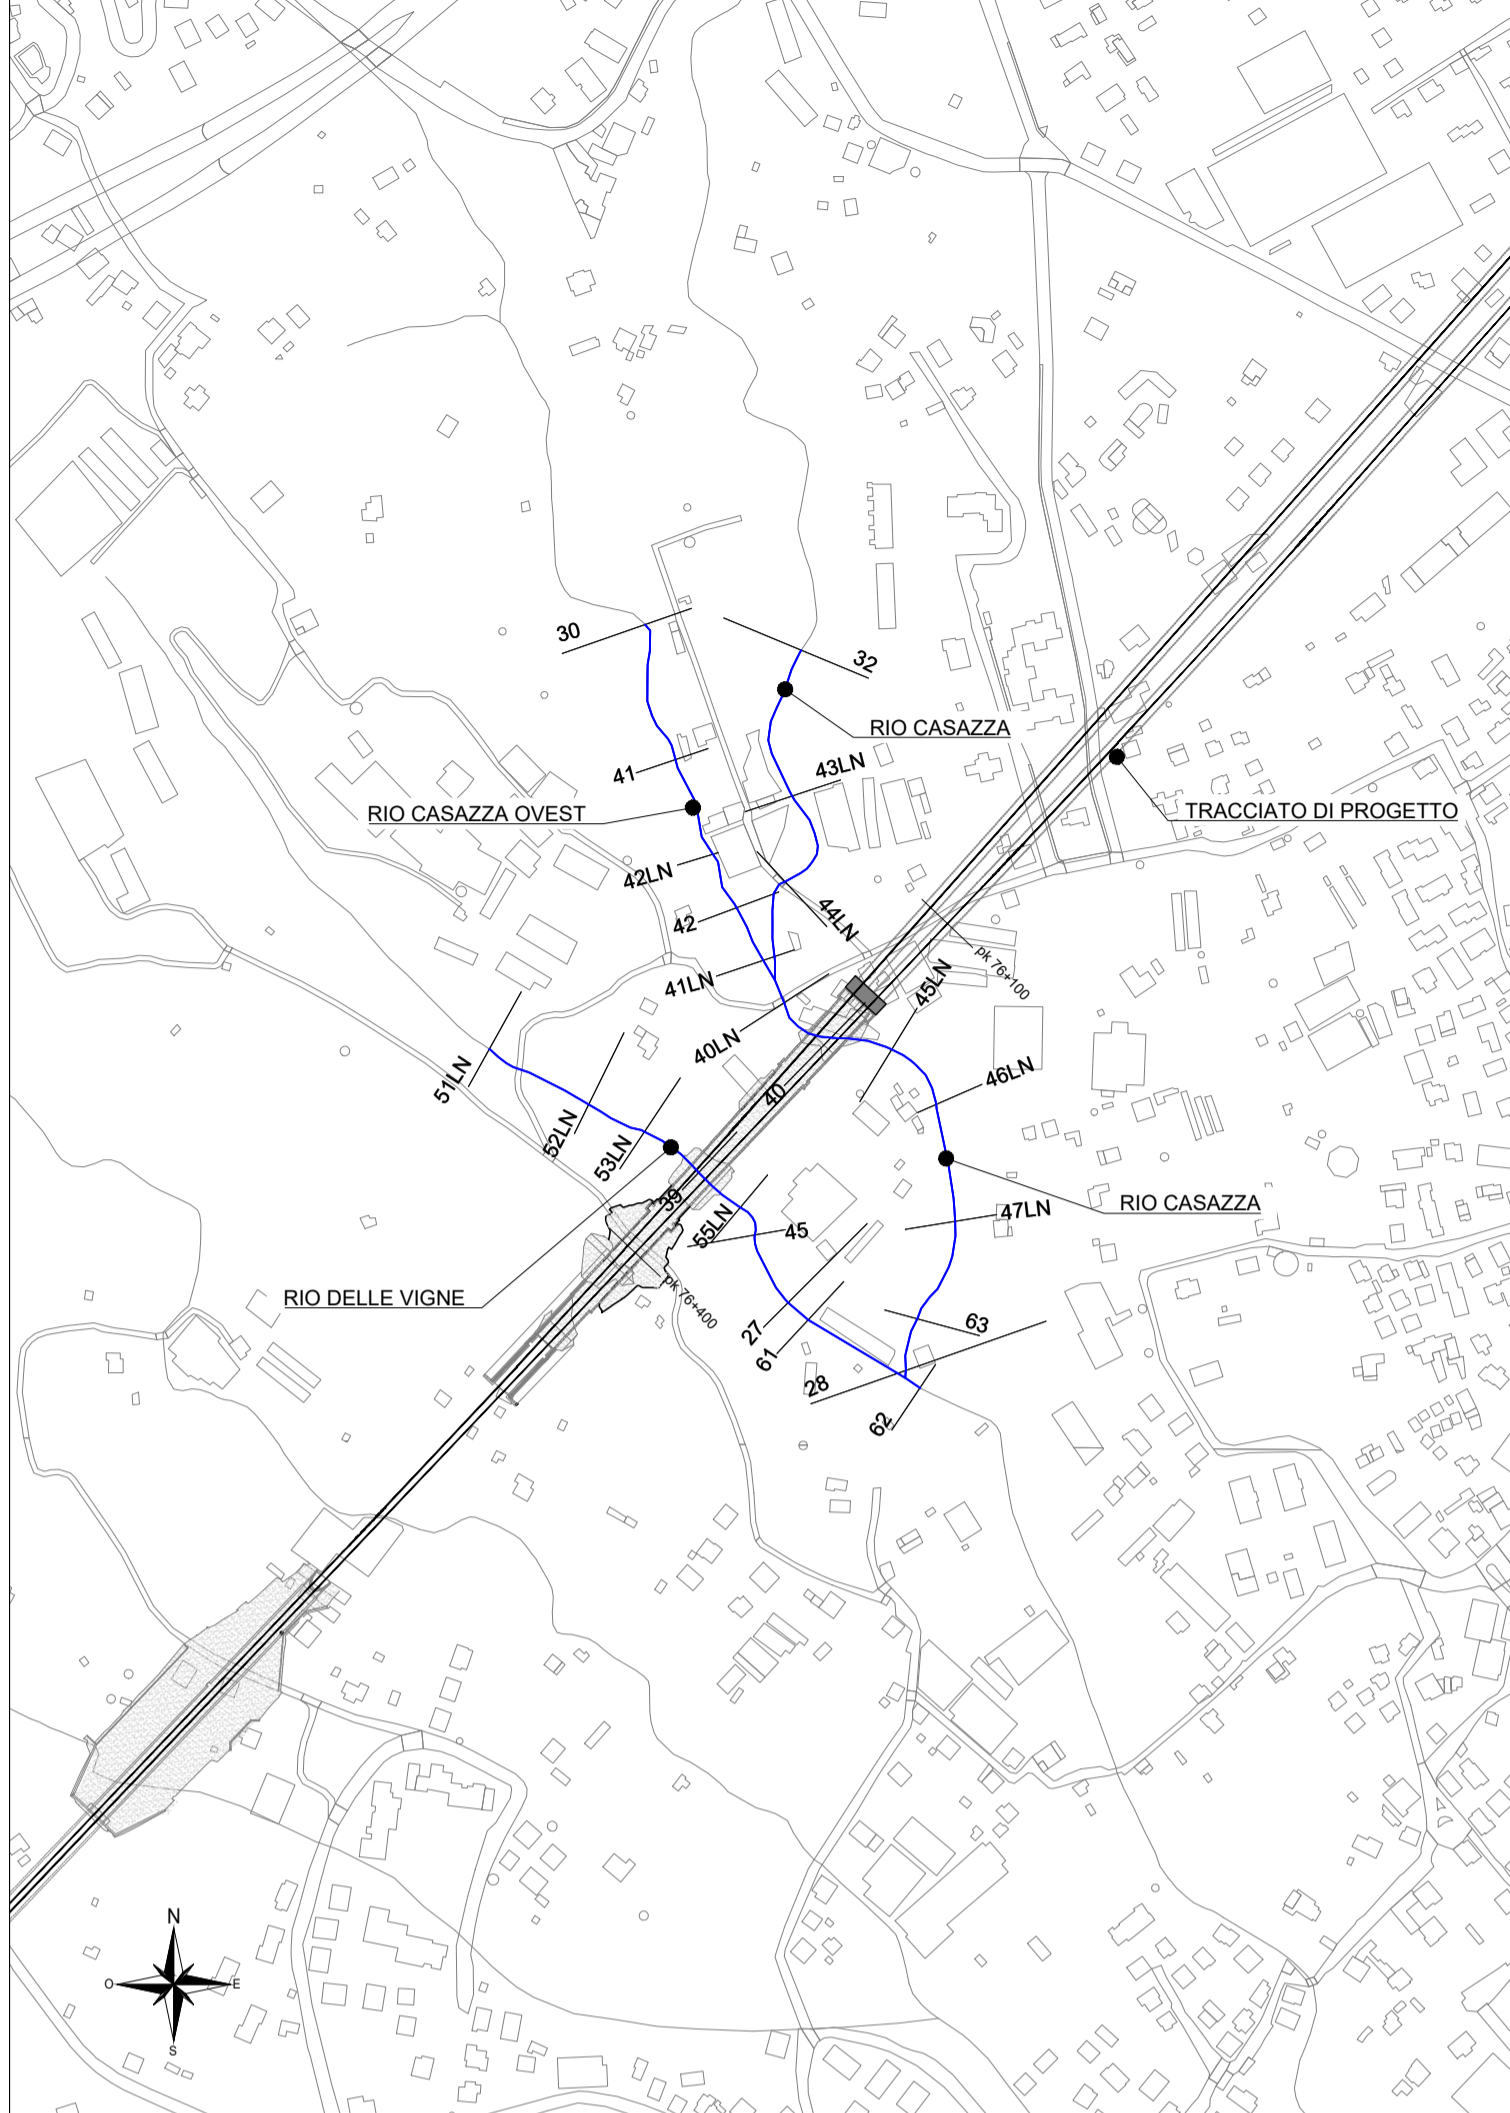 30
32
RIO CASAZZA
41
43LN
RIO CASAZZA OVEST
TRACCIATO DI PROGETTO
42LN
42
44LN
41LN
pk 76+100
45LN
40LN
51LN
46LN
40
52LN
53LN
39
RIO CASAZZA
47LN
55LN
45
RIO DELLE VIGNE
pk 76+400
27
61
63
28
62
N
O
E
S